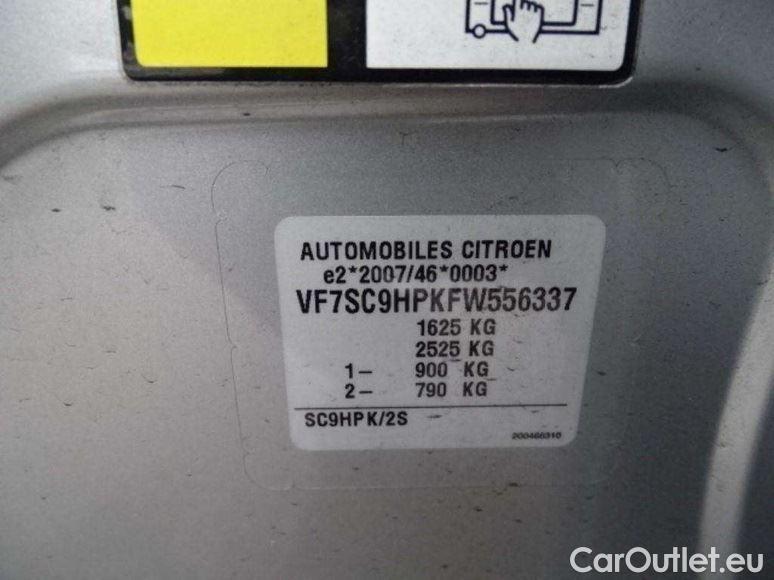 AUTOMOBILES CITROEN
e2*2007/46*0003*
VF7SC9HPKFW556337
1625 KG
2525 KG
1- 900 KG
2- 790 KG
SC9HPK/2S
200466310
CarOutlet.eu